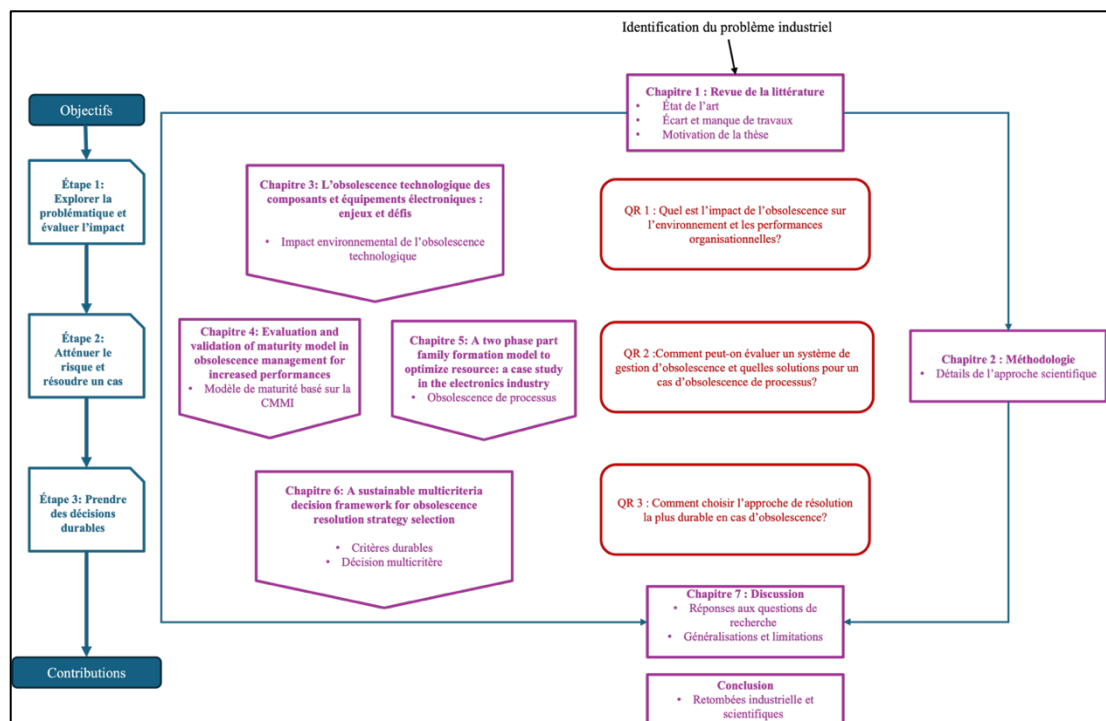 Identification du problème industriel
Objectifs
Chapitre 1 : Revue de la littérature
• État de l'art
• Écart et manque de travaux
• Motivation de la thèse
Étape 1:
Explorer la
problématique et
évaluer l'impact
Chapitre 3: L'obsolescence technologique des
composants et équipements électroniques :
enjeux et défis
• Impact environnemental de l'obsolescence
technologique
QR 1 : Quel est l'impact de l'obsolescence sur
l'environnement et les performances
organisationnelles?
Étape 2:
Atténuer le
risque et
résoudre un cas
Chapitre 4: Evaluation and
validation of maturity model in
obsolescence management for
increased performances
• Modèle de maturité basé sur la
CMMI
Chapitre 5: A two phase part
family formation model to
optimize resource: a case study
in the electronics industry
• Obsolescence de processus
QR 2 :Comment peut-on évaluer un système de
gestion d'obsolescence et quelles solutions pour un
cas d'obsolescence de processus?
Chapitre 2 : Méthodologie
• Détails de l'approche scientifique
Étape 3: Prendre
des décisions
durables
Chapitre 6: A sustainable multicriteria
decision framework for obsolescence
resolution strategy selection
• Critères durables
• Décision multicritère
QR 3 : Comment choisir l'approche de résolution
la plus durable en cas d'obsolescence?
Chapitre 7 : Discussion
• Réponses aux questions de
recherche
• Généralisations et limitations
Contributions
Conclusion
• Retombées industrielle et
scientifiques